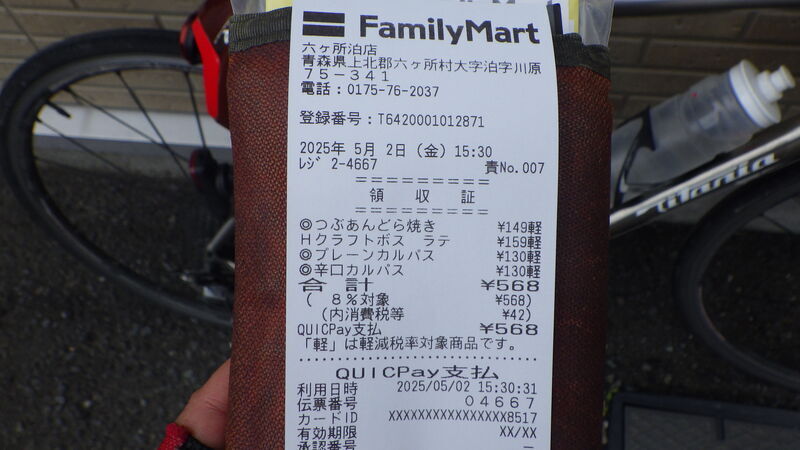 FamilyMart
六ヶ所泊店
青森県上北郡六ヶ所村大字泊字川原
75-341
電話:0175-76-2037
登録番号:T6420001012871
2025年 5月 2日(金)15:30
レジ 2-4667 責No.007
領 収 証
◎つぶあんどら焼き ¥149軽
Hクラフトボス ラテ ¥159軽
◎プレーンカルパス ¥130軽
◎辛口カルパス ¥130軽
合 計 ¥568
( 8%対象 ¥568)
(内消費税等 ¥42)
QUICPay支払 ¥568
「軽」は軽減税率対象商品です。
QUICPay支払
利用日時 2025/05/02 15:30:31
伝票番号 04667
カードID XXXXXXXXXXXXXXXX8517
有効期限 XX/XX
承認番号 -